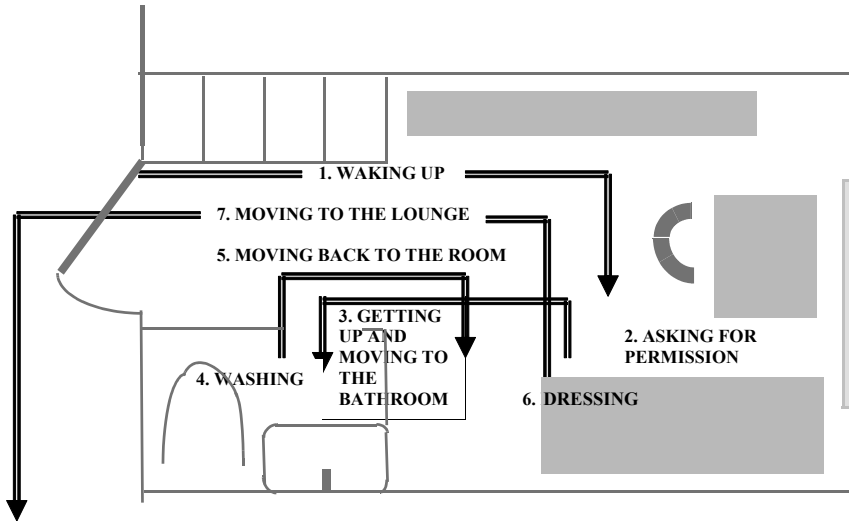 1. WAKING UP
7. MOVING TO THE LOUNGE
5. MOVING BACK TO THE ROOM
3. GETTING
UP AND
MOVING TO
THE
BATHROOM
2. ASKING FOR
PERMISSION
4. WASHING
6. DRESSING